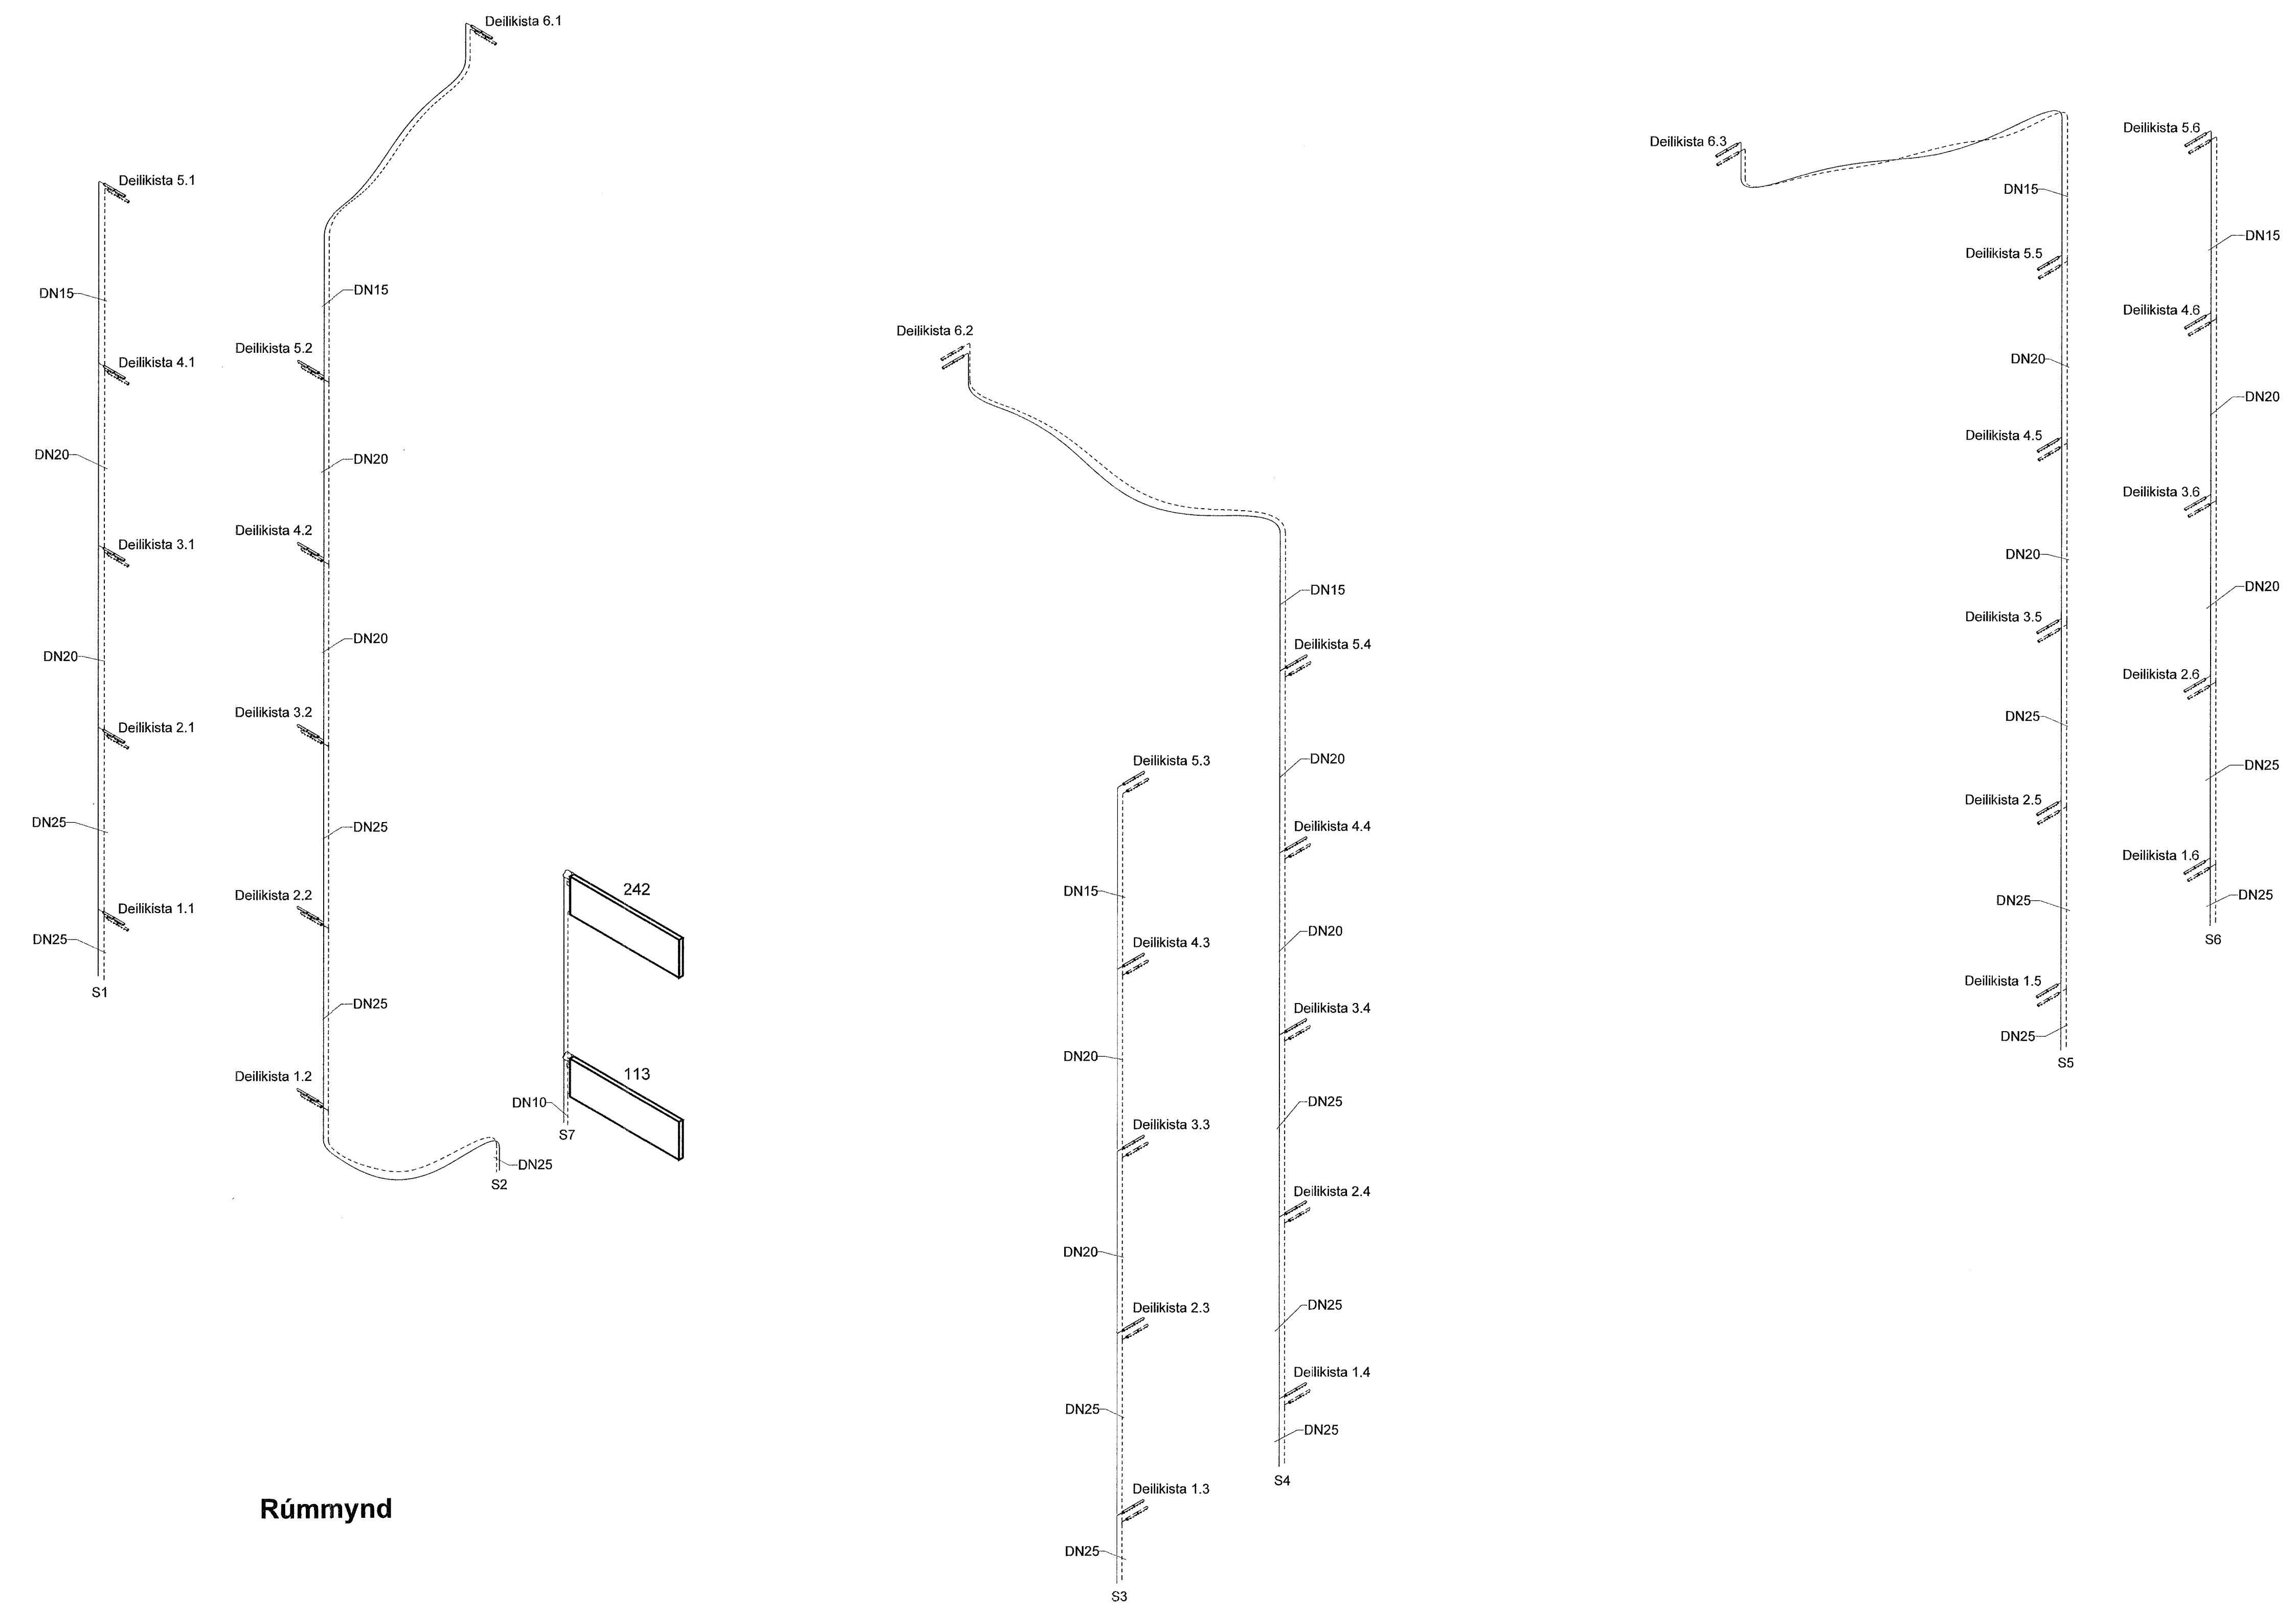 Deilikista 6.1
Deilikista 5.1
DN15
Deilikista 4.1
DN20
Deilikista 3.1
DN20
Deilikista 2.1
DN25
Deilikista 1.1
DN25
S1
DN15
Deilikista 5.2
DN20
Deilikista 4.2
DN20
Deilikista 3.2
DN25
Deilikista 2.2
DN25
Deilikista 1.2
DN25
S2
242
113
DN10
S7
Deilikista 6.2
DN15
Deilikista 5.4
DN20
Deilikista 4.4
DN20
Deilikista 3.4
DN25
Deilikista 2.4
DN25
Deilikista 1.4
DN25
S4
Deilikista 5.3
DN15
Deilikista 4.3
DN20
Deilikista 3.3
DN20
Deilikista 2.3
DN25
Deilikista 1.3
DN25
S3
Deilikista 6.3
DN15
Deilikista 5.5
DN20
Deilikista 4.5
DN20
Deilikista 3.5
DN25
Deilikista 2.5
DN25
Deilikista 1.5
DN25
S5
Deilikista 5.6
DN15
Deilikista 4.6
DN20
Deilikista 3.6
DN20
Deilikista 2.6
DN25
Deilikista 1.6
DN25
S6
Rúmmynd